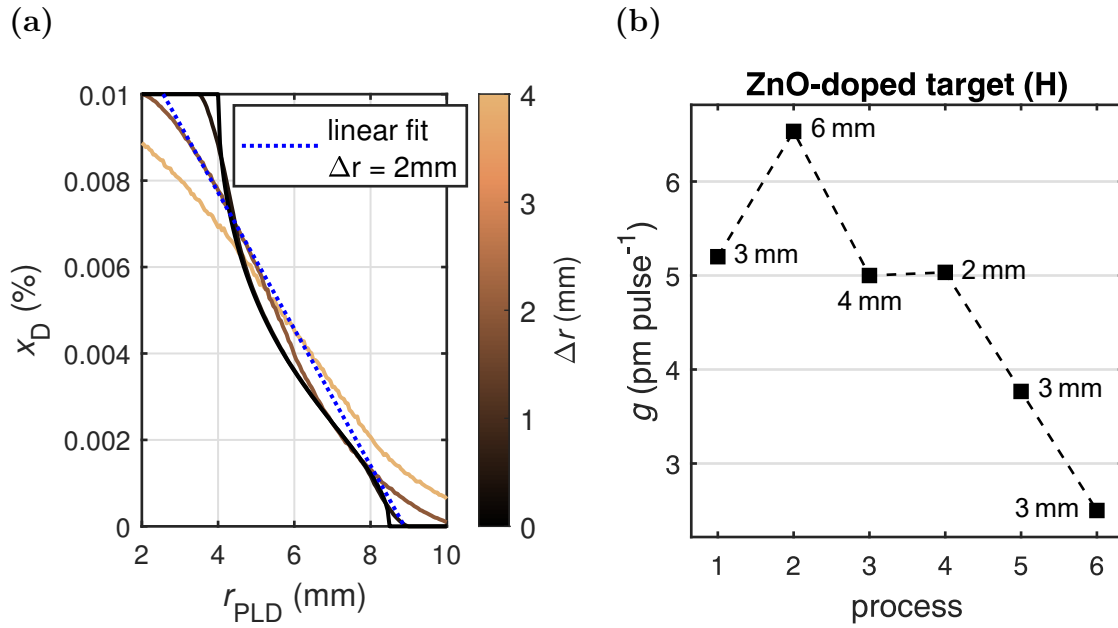 (a)
0.01
0.008
0.006
0.004
0.002
0
2
4
6
8
10
x_D (%)
r_PLD (mm)
linear fit
Δr = 2mm
4
3
2
1
0
Δr (mm)
(b)
ZnO-doped target (H)
6
5
4
3
g (pm pulse⁻¹)
3 mm
6 mm
4 mm
2 mm
3 mm
3 mm
1
2
3
4
5
6
process